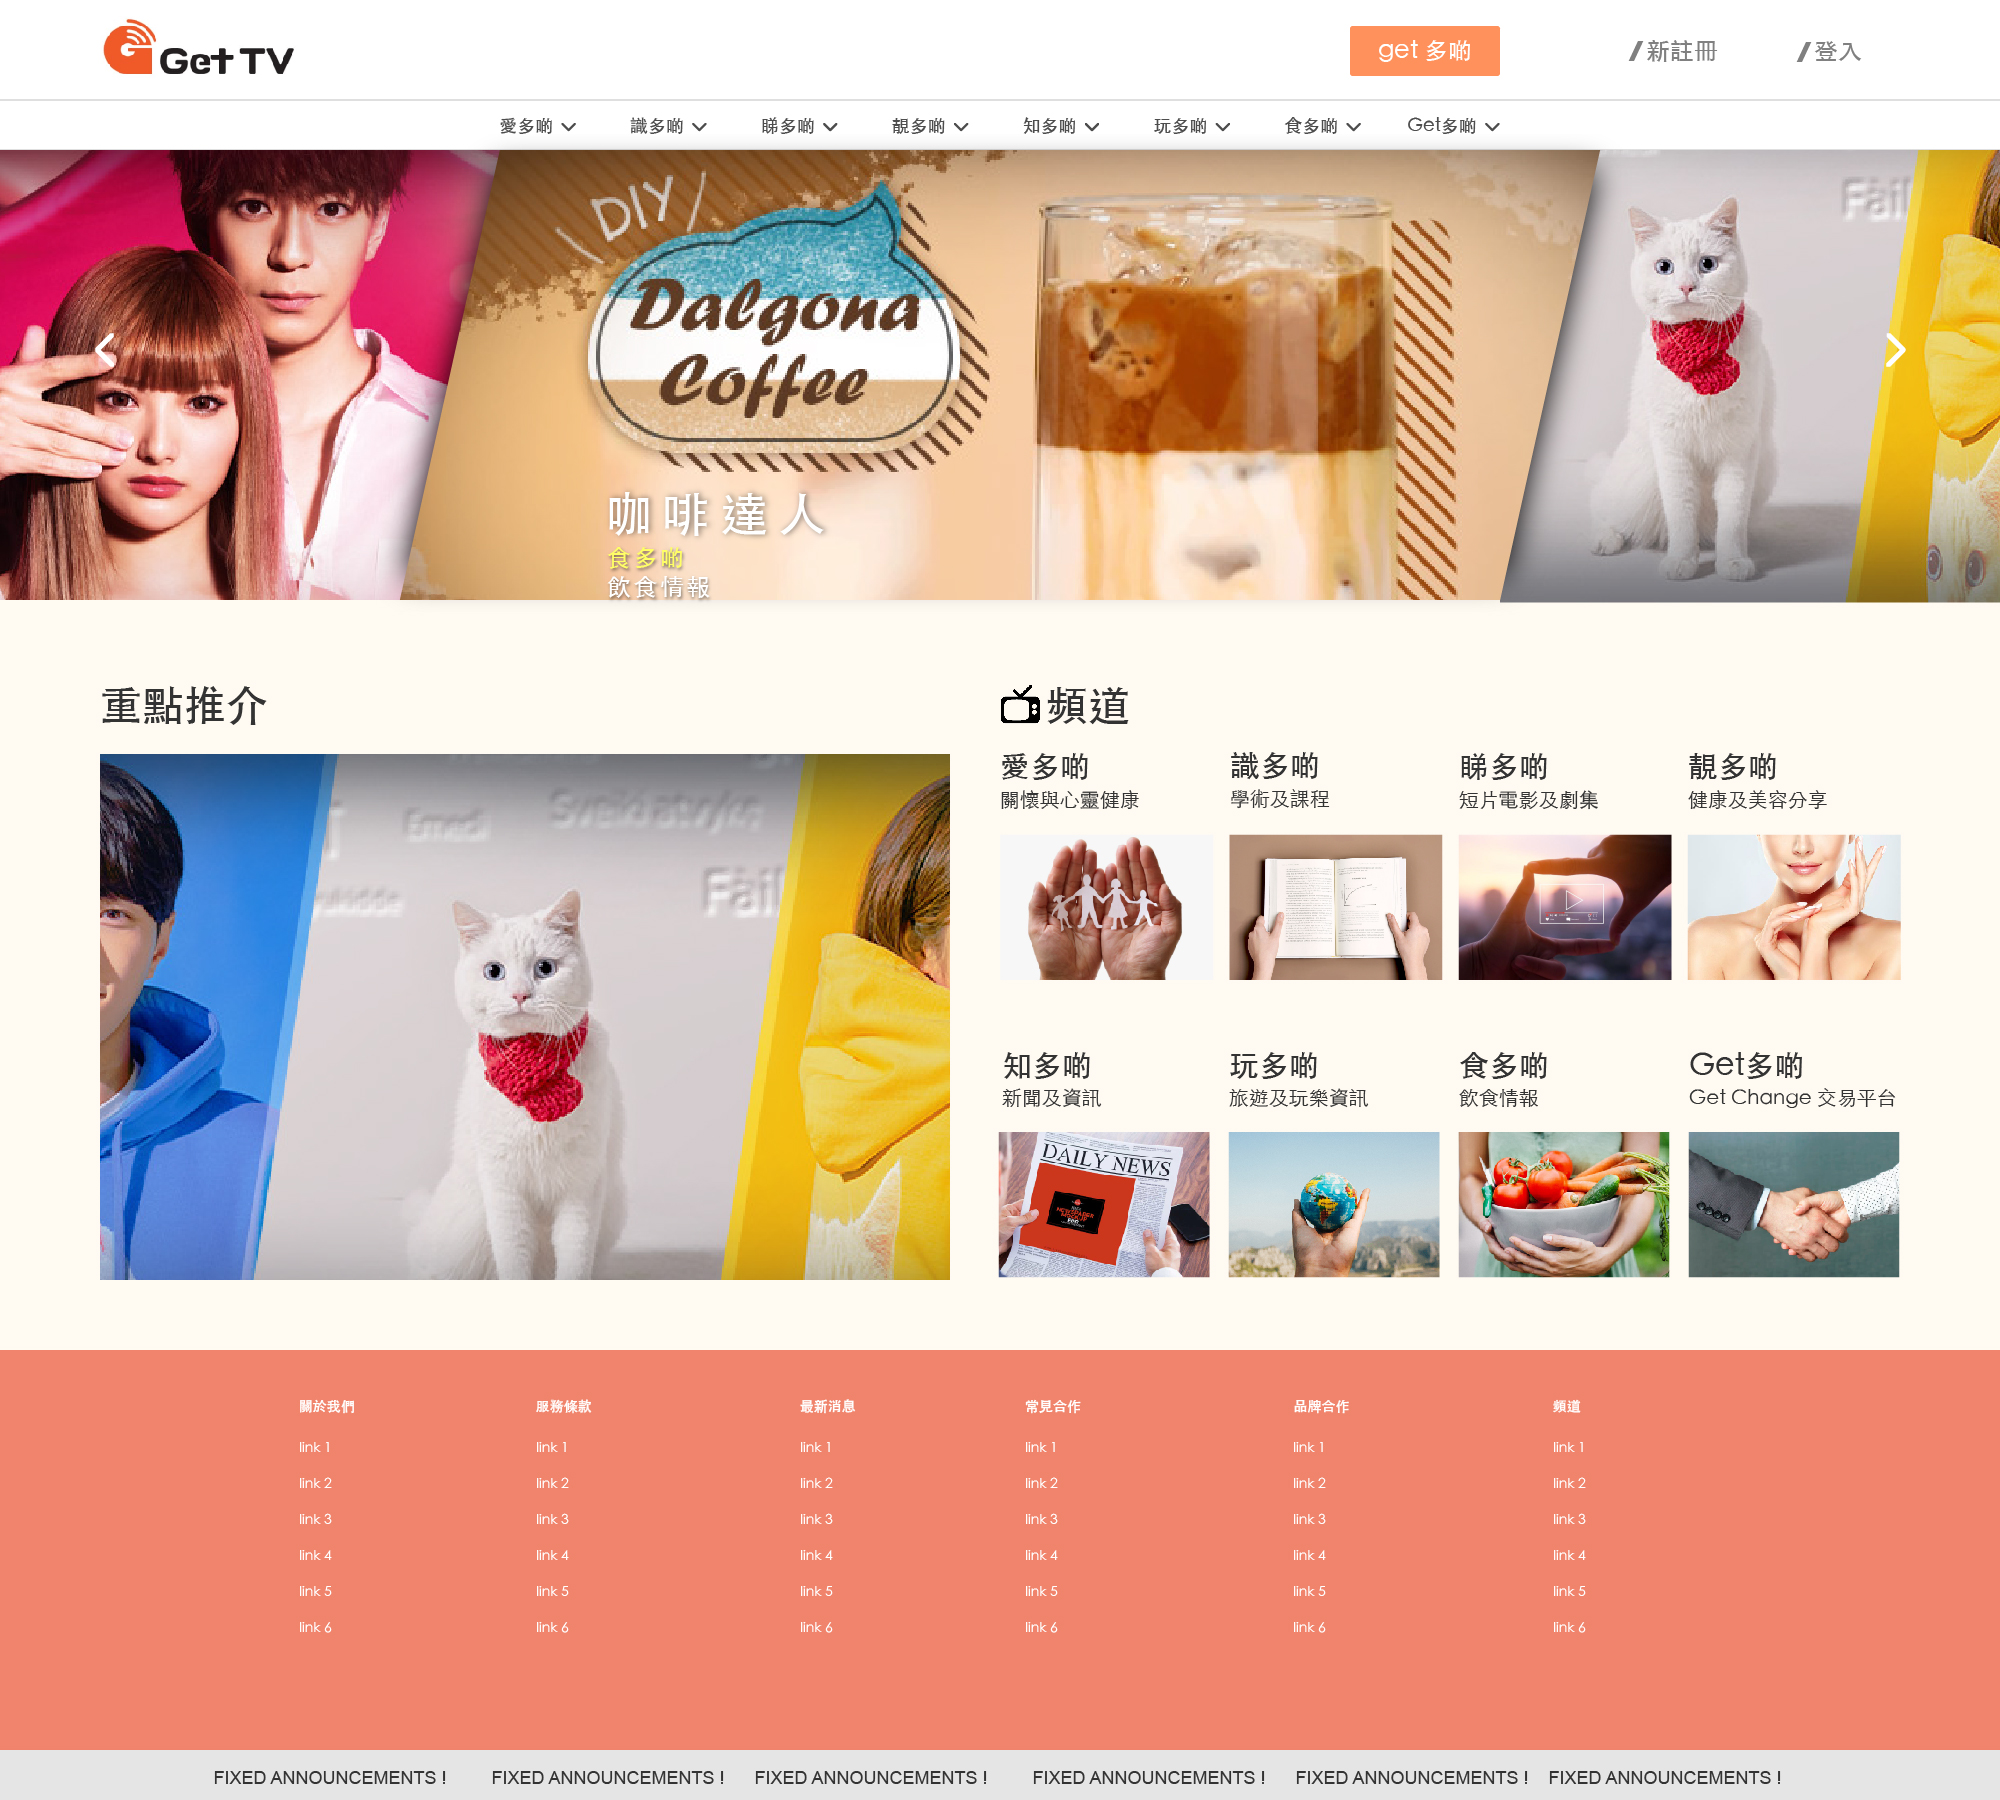 Get TV
get 多啲
新註冊
登入
愛多啲 識多啲 睇多啲 靚多啲 知多啲 玩多啲 食多啲 Get多啲
DIY
Dalgona
Coffee
咖啡達人
食多啲
飲食情報
Fail
重點推介
頻道
Emedi Sveiki atvykę
Fail
愛多啲
關懷與心靈健康
識多啲
學術及課程
睇多啲
短片電影及劇集
靚多啲
健康及美容分享
知多啲
新聞及資訊
玩多啲
旅遊及玩樂資訊
食多啲
飲食情報
Get多啲
Get Change 交易平台
DAILY NEWS
NEWSPAPER
關於我們
link 1
link 2
link 3
link 4
link 5
link 6
服務條款
link 1
link 2
link 3
link 4
link 5
link 6
最新消息
link 1
link 2
link 3
link 4
link 5
link 6
常見合作
link 1
link 2
link 3
link 4
link 5
link 6
品牌合作
link 1
link 2
link 3
link 4
link 5
link 6
頻道
link 1
link 2
link 3
link 4
link 5
link 6
FIXED ANNOUNCEMENTS ! FIXED ANNOUNCEMENTS ! FIXED ANNOUNCEMENTS ! FIXED ANNOUNCEMENTS ! FIXED ANNOUNCEMENTS ! FIXED ANNOUNCEMENTS !